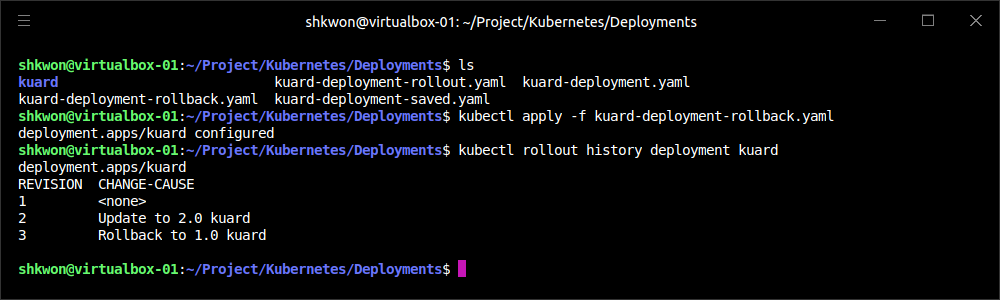 shkwon@virtualbox-01: ~/Project/Kubernetes/Deployments
shkwon@virtualbox-01:~/Project/Kubernetes/Deployments$ ls
kuard                           kuard-deployment-rollout.yaml  kuard-deployment.yaml
kuard-deployment-rollback.yaml  kuard-deployment-saved.yaml
shkwon@virtualbox-01:~/Project/Kubernetes/Deployments$ kubectl apply -f kuard-deployment-rollback.yaml
deployment.apps/kuard configured
shkwon@virtualbox-01:~/Project/Kubernetes/Deployments$ kubectl rollout history deployment kuard
deployment.apps/kuard
REVISION  CHANGE-CAUSE
1         <none>
2         Update to 2.0 kuard
3         Rollback to 1.0 kuard
shkwon@virtualbox-01:~/Project/Kubernetes/Deployments$